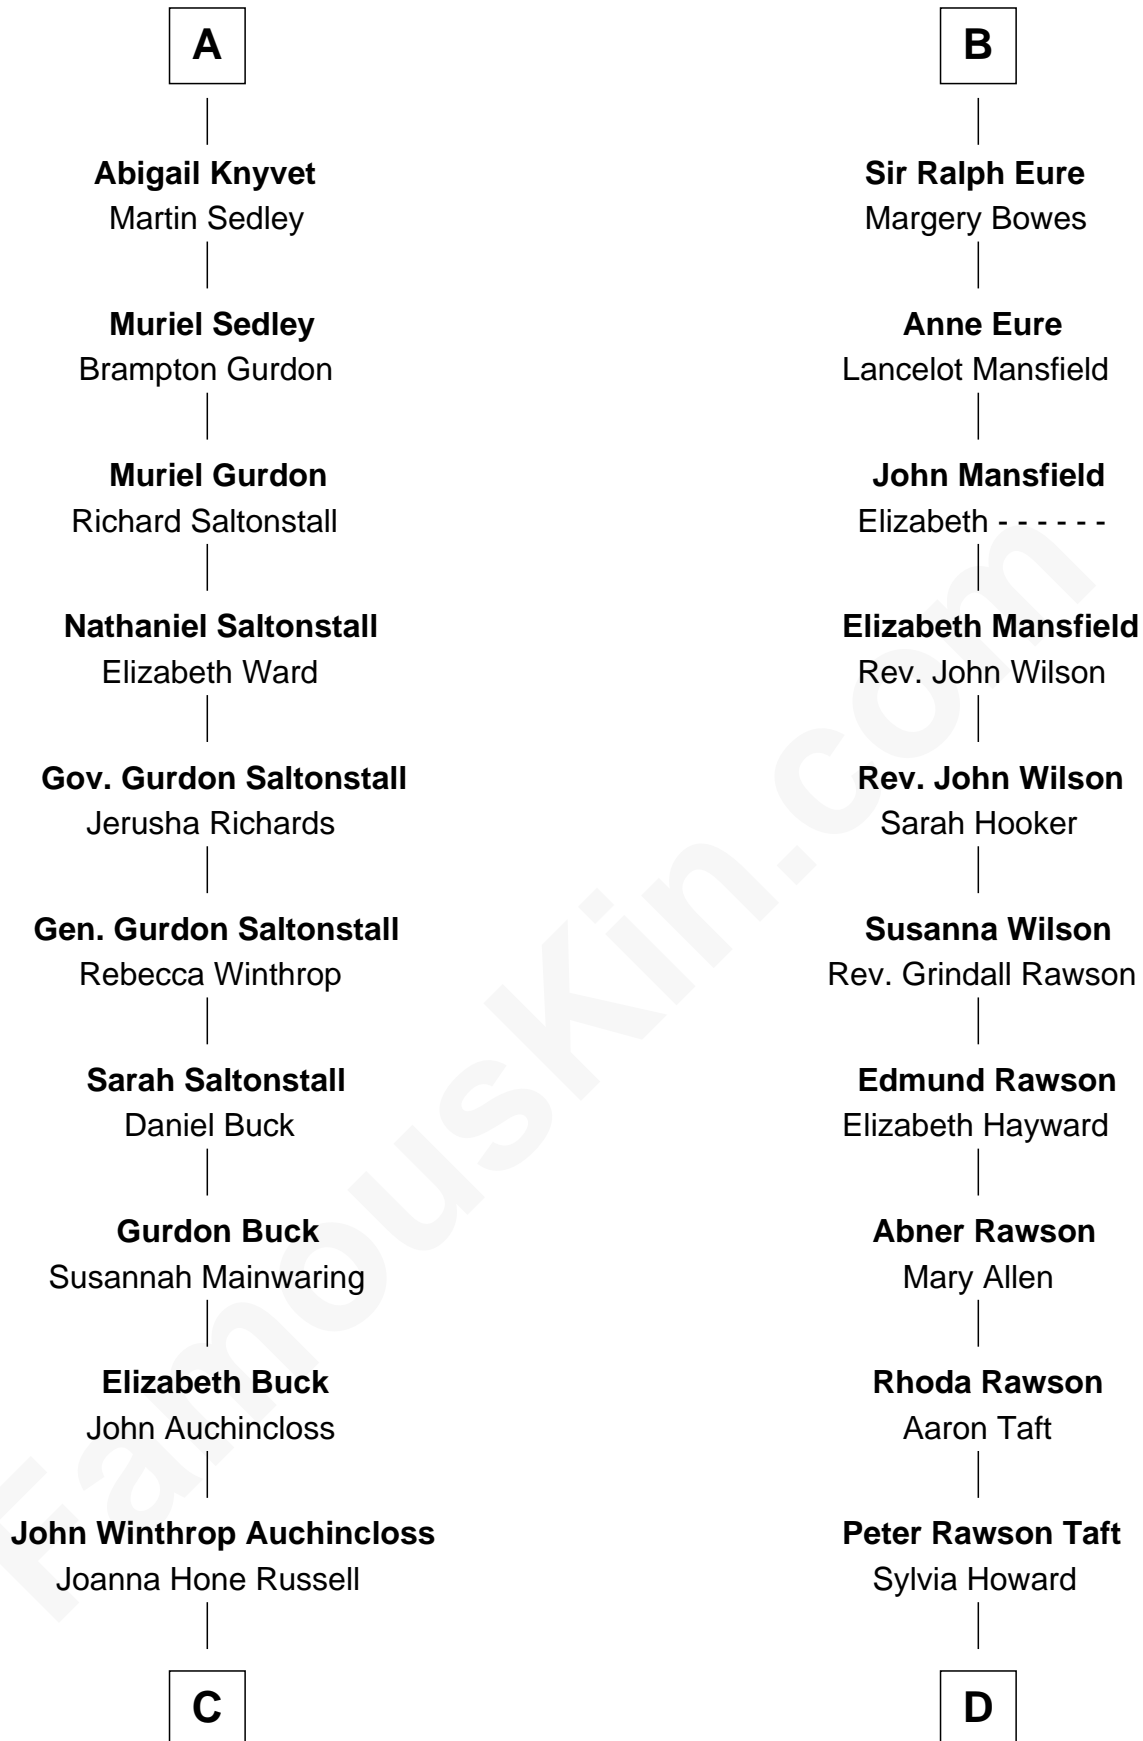 A
Abigail Knyvet
Martin Sedley
Muriel Sedley
Brampton Gurdon
Muriel Gurdon
Richard Saltonstall
Nathaniel Saltonstall
Elizabeth Ward
Gov. Gurdon Saltonstall
Jerusha Richards
Gen. Gurdon Saltonstall
Rebecca Winthrop
Sarah Saltonstall
Daniel Buck
Gurdon Buck
Susannah Mainwaring
Elizabeth Buck
John Auchincloss
John Winthrop Auchincloss
Joanna Hone Russell
C
B
Sir Ralph Eure
Margery Bowes
Anne Eure
Lancelot Mansfield
John Mansfield
Elizabeth - - - - - -
Elizabeth Mansfield
Rev. John Wilson
Rev. John Wilson
Sarah Hooker
Susanna Wilson
Rev. Grindall Rawson
Edmund Rawson
Elizabeth Hayward
Abner Rawson
Mary Allen
Rhoda Rawson
Aaron Taft
Peter Rawson Taft
Sylvia Howard
D
FamousKin.com